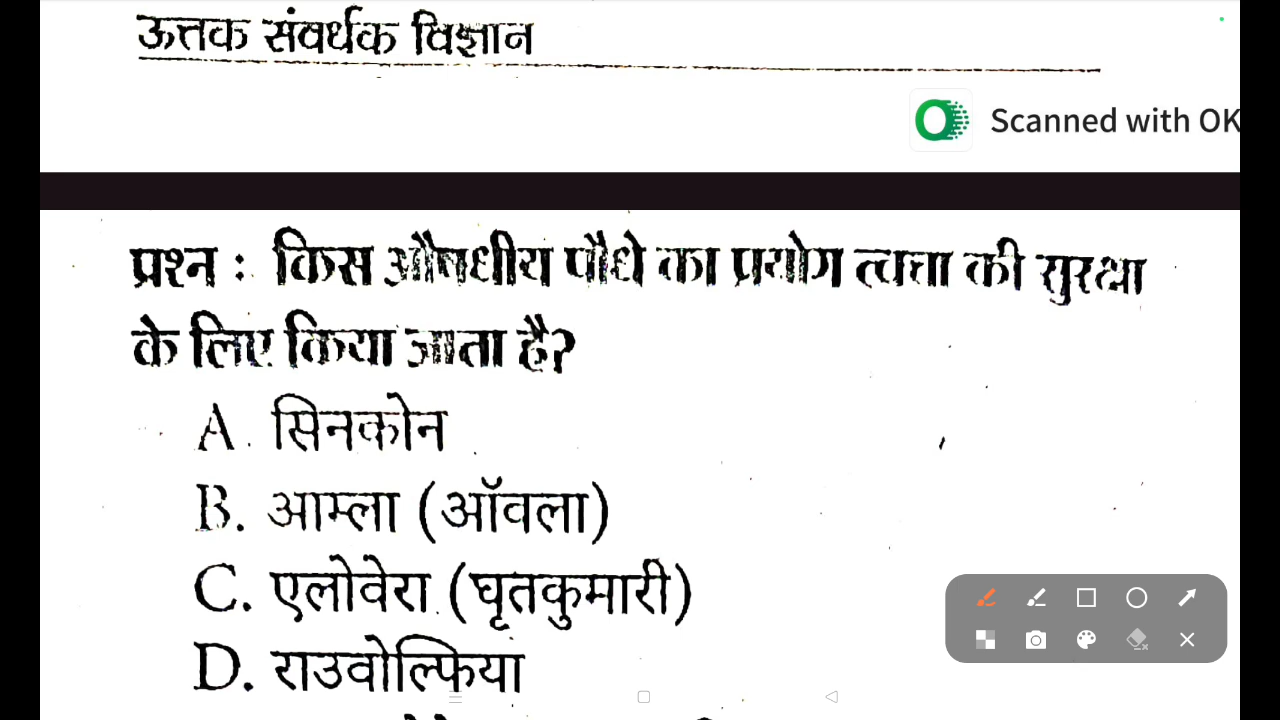 ऊत्तक संवर्धक विज्ञान
Scanned with OK
प्रश्न : किस औषधीय पौधे का प्रयोग त्वचा की सुरक्षा
के लिए किया जाता है?
A. सिनकोन
B. आम्ला (ऑवला)
C. एलोवेरा (घृतकुमारी)
D. राउवोल्फिया